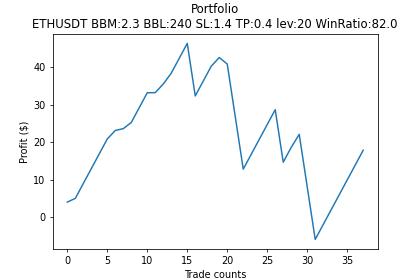 Portfolio
ETHUSDT BBM:2.3 BBL:240 SL:1.4 TP:0.4 lev:20 WinRatio:82.0
40
30
20
10
0
Profit ($)
0 5 10 15 20 25 30 35
Trade counts